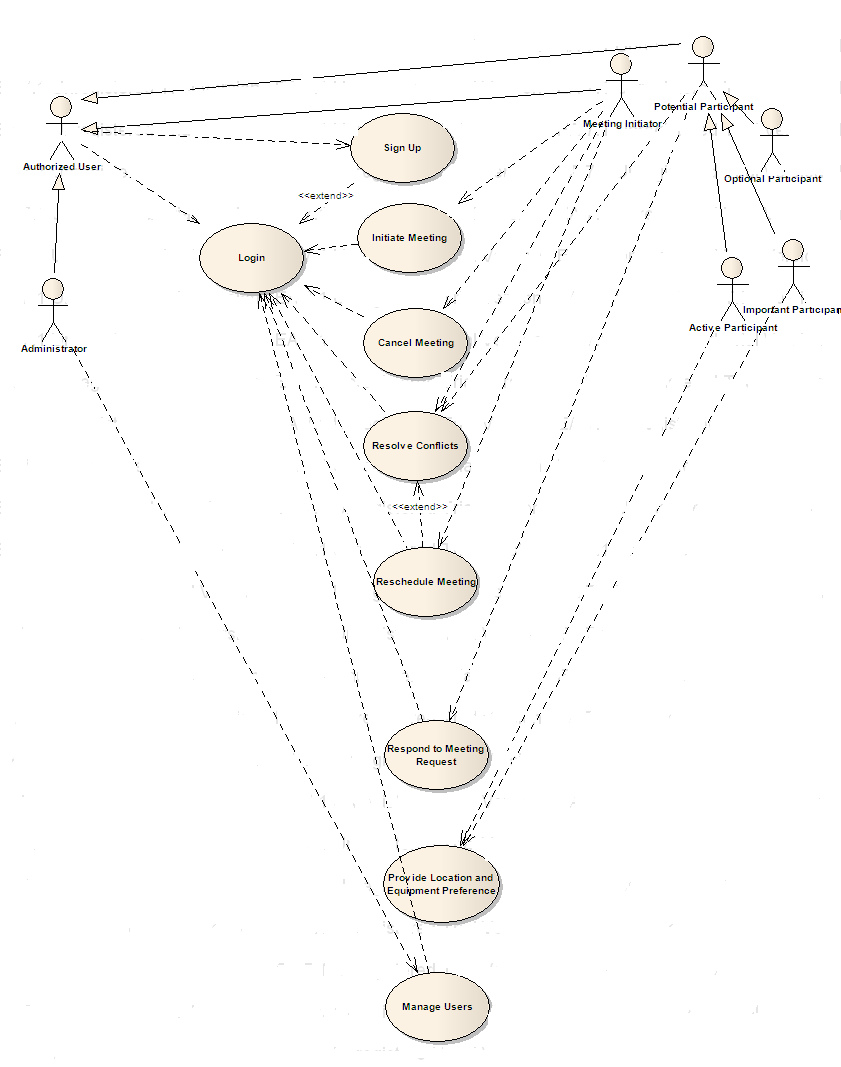 Potential Participant
Meeting Initiator
Authorized User
Sign Up
Optional Participant
<<extend>>
Initiate Meeting
Login
Important Participan
Active Participant
Cancel Meeting
Administrator
Resolve Conflicts
<<extend>>
Reschedule Meeting
Respond to Meeting
Request
Provide Location and
Equipment Preference
Manage Users